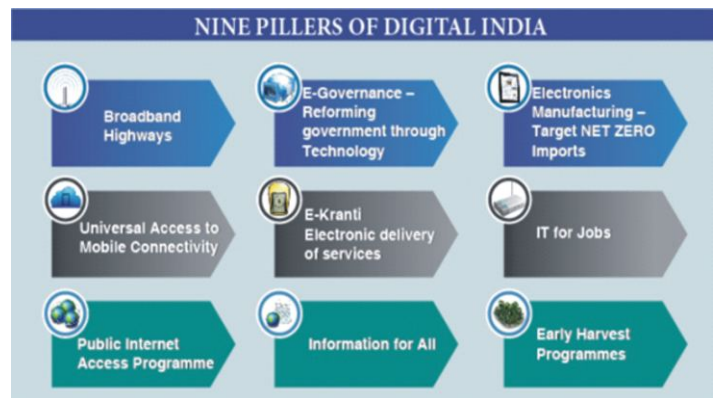 NINE PILLERS OF DIGITAL INDIA
Broadband
Highways
E-Governance –
Reforming
government through
Technology
Electronics
Manufacturing –
Target NET ZERO
Imports
Universal Access to
Mobile Connectivity
E-Kranti
Electronic delivery
of services
IT for Jobs
Public Internet
Access Programme
Information for All
Early Harvest
Programmes